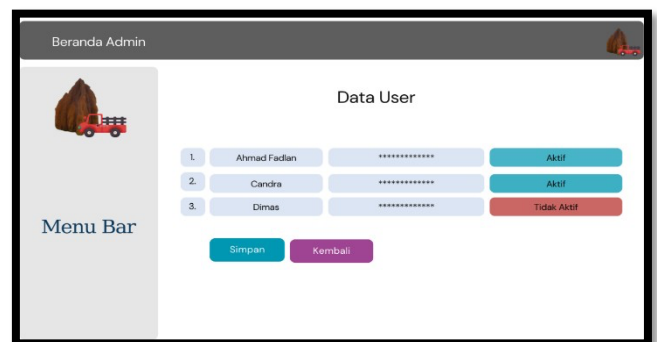 Beranda Admin
Data User
1. Ahmad Fadlan ************* Aktif
2. Candra ************* Aktif
3. Dimas ************* Tidak Aktif
Menu Bar
Simpan Kembali